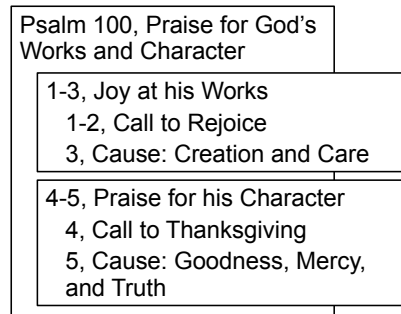 Psalm 100, Praise for God's
Works and Character
1-3, Joy at his Works
1-2, Call to Rejoice
3, Cause: Creation and Care
4-5, Praise for his Character
4, Call to Thanksgiving
5, Cause: Goodness, Mercy,
and Truth